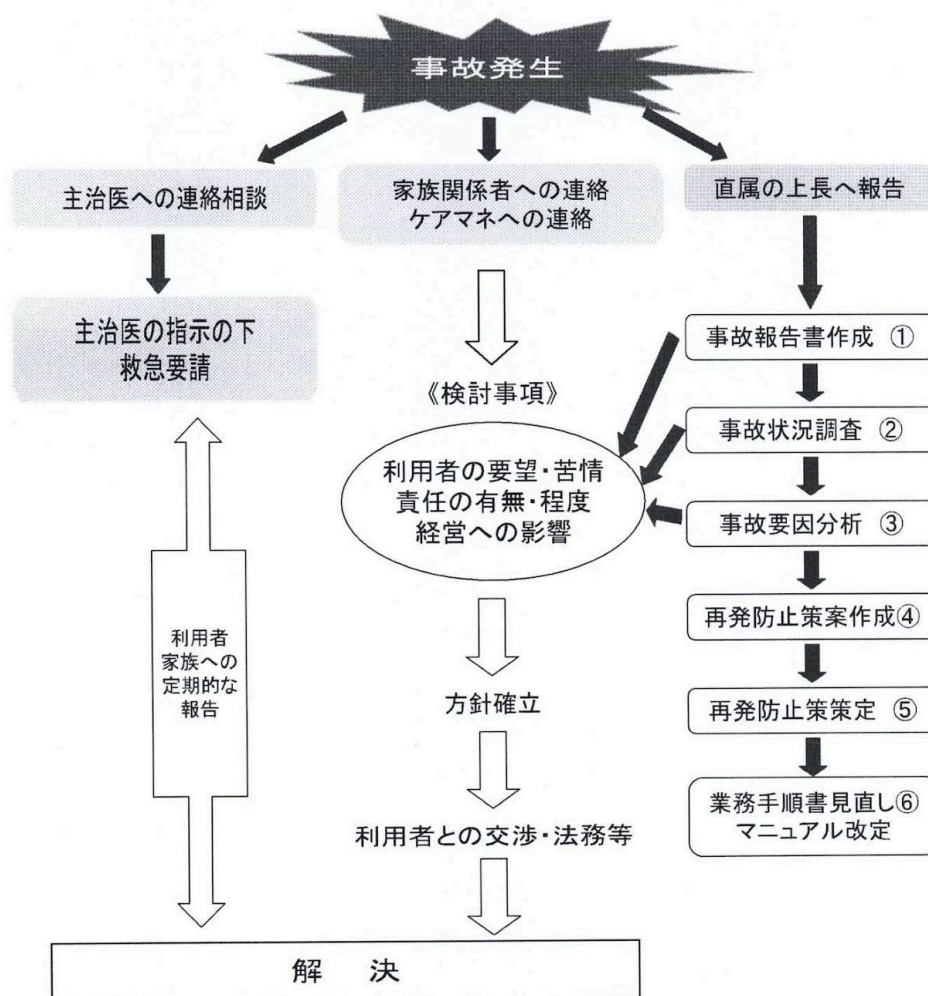 事故発生
主治医への連絡相談
家族関係者への連絡
ケアマネへの連絡
直属の上長へ報告
主治医の指示の下
救急要請
事故報告書作成 ①
《検討事項》
事故状況調査 ②
利用者の要望・苦情
責任の有無・程度
経営への影響
事故要因分析 ③
再発防止策案作成④
利用者
家族への
定期的な
報告
方針確立
再発防止策策定 ⑤
業務手順書見直し⑥
マニュアル改定
利用者との交渉・法務等
解 決